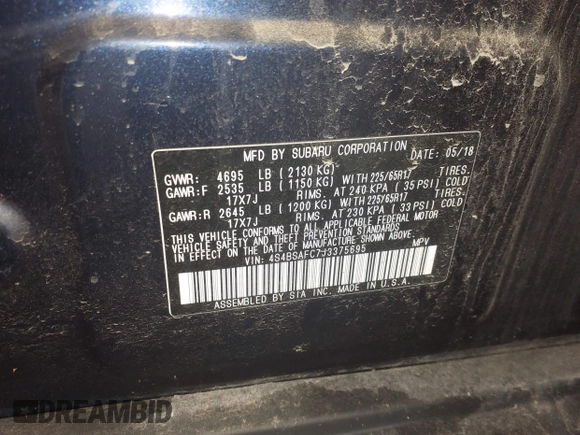 MFD BY SUBARU CORPORATION DATE: 05/18
GVWR: 4695 LB (2130 KG)
GAWR:F 2535 LB (1150 KG) WITH 225/65R17 TIRES.
17X7J RIMS. AT 240 KPA (35 PSI) COLD
GAWR:R 2645 LB (1200 KG) WITH 225/65R17 TIRES.
17X7J RIMS. AT 230 KPA (33 PSI) COLD
THIS VEHICLE CONFORMS TO ALL APPLICABLE FEDERAL MOTOR
VEHICLE SAFETY AND THEFT PREVENTION STANDARDS
IN EFFECT ON THE DATE OF MANUFACTURE SHOWN ABOVE.
VIN: 4S4BSAFC7J3375695 MPV
ASSEMBLED BY SIA INC. MADE IN U.S.A.
DREAMBID